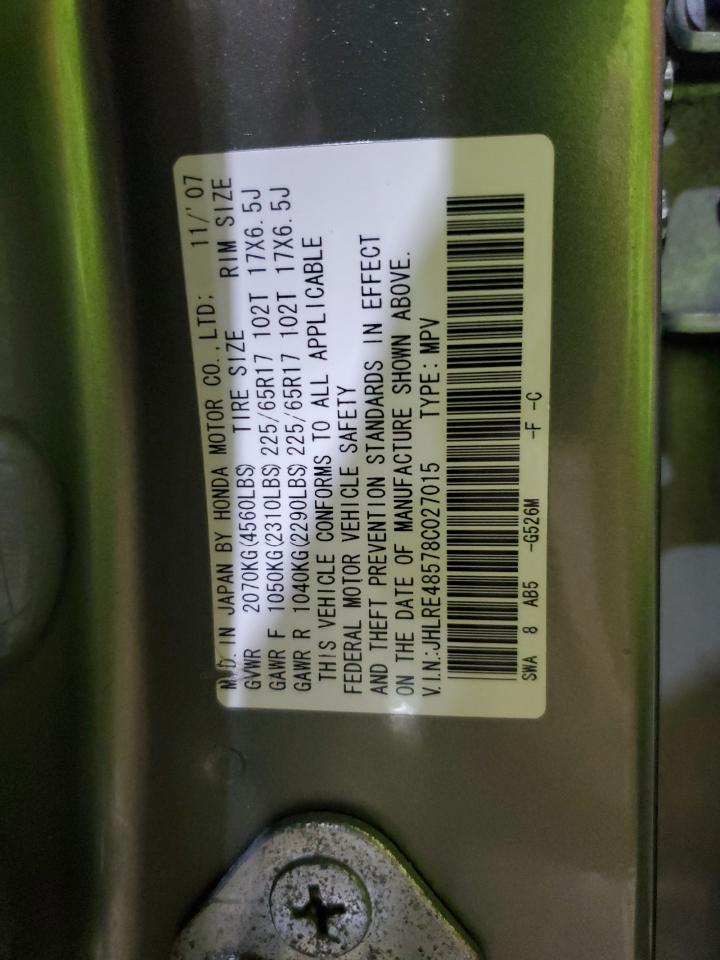 MFD. IN JAPAN BY HONDA MOTOR CO., LTD: 11/'07
GVWR 2070KG(4560LBS) TIRE SIZE RIM SIZE
GAWR F 1050KG(2310LBS) 225/65R17 102T 17X6.5J
GAWR R 1040KG(2290LBS) 225/65R17 102T 17X6.5J
THIS VEHICLE CONFORMS TO ALL APPLICABLE
FEDERAL MOTOR VEHICLE SAFETY
AND THEFT PREVENTION STANDARDS IN EFFECT
ON THE DATE OF MANUFACTURE SHOWN ABOVE.
V.I.N.:JHLRE48578C027015 TYPE:MPV
SWA 8 AB5 -G526M -F -C